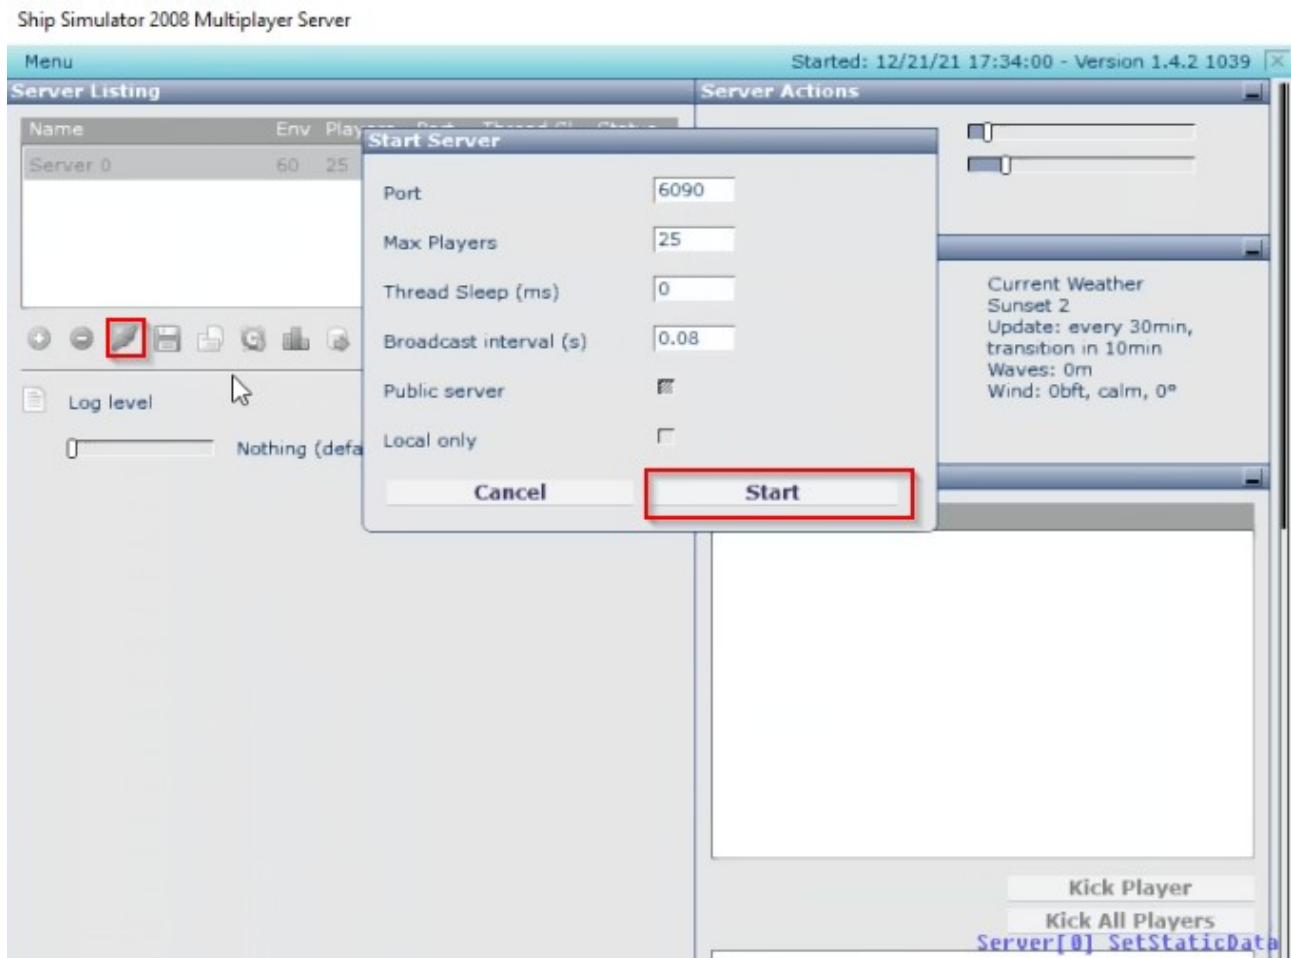 Ship Simulator 2008 Multiplayer Server
Menu
Started: 12/21/21 17:34:00 - Version 1.4.2 1039
Server Listing
Server Actions
Name Env
Server 0 60 25
Start Server
Port 6090
Max Players 25
Thread Sleep (ms) 0
Broadcast interval (s) 0.08
Public server
Local only
Cancel Start
Log level
Nothing (defa
Current Weather
Sunset 2
Update: every 30min,
transition in 10min
Waves: 0m
Wind: 0bft, calm, 0°
Kick Player
Kick All Players
Server[0] SetStaticData